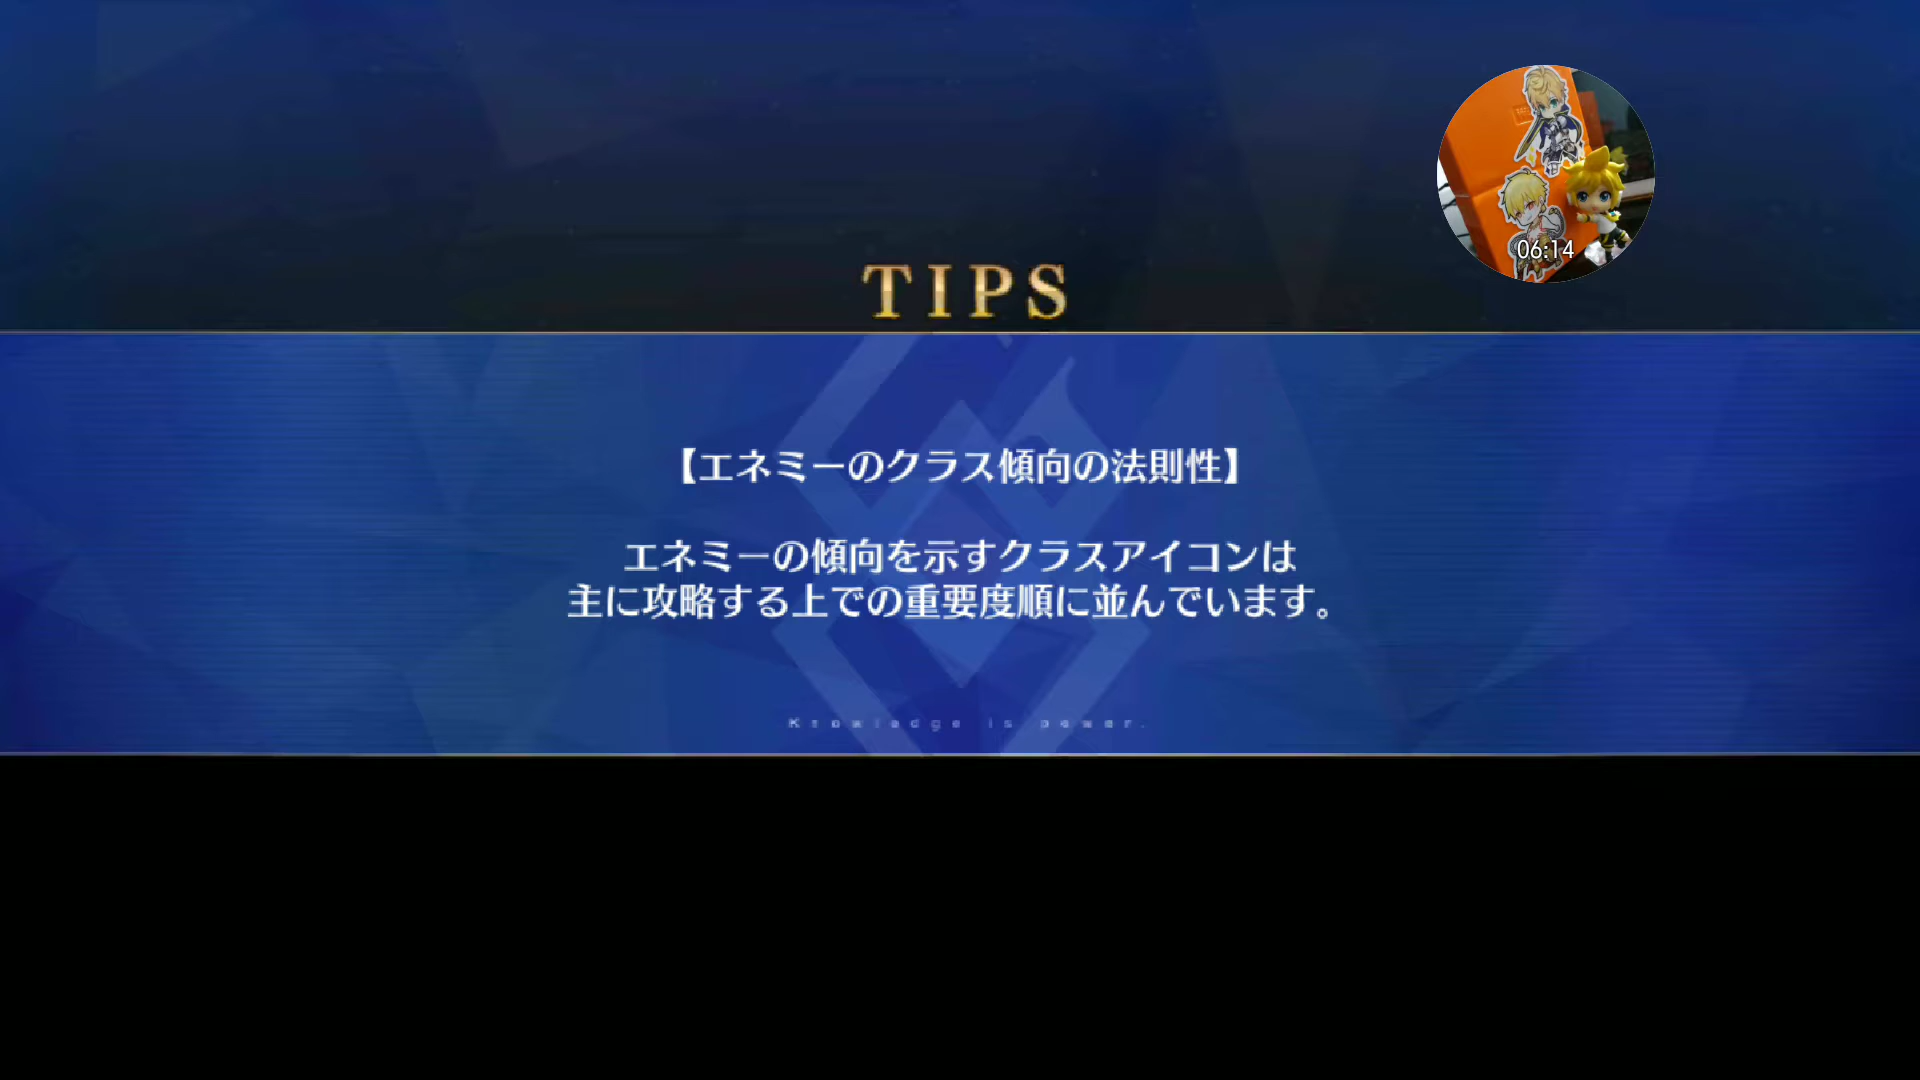 06:14
TIPS
【エネミーのクラス傾向の法則性】
エネミーの傾向を示すクラスアイコンは
主に攻略する上での重要度順に並んでいます。
Knowledge is power.